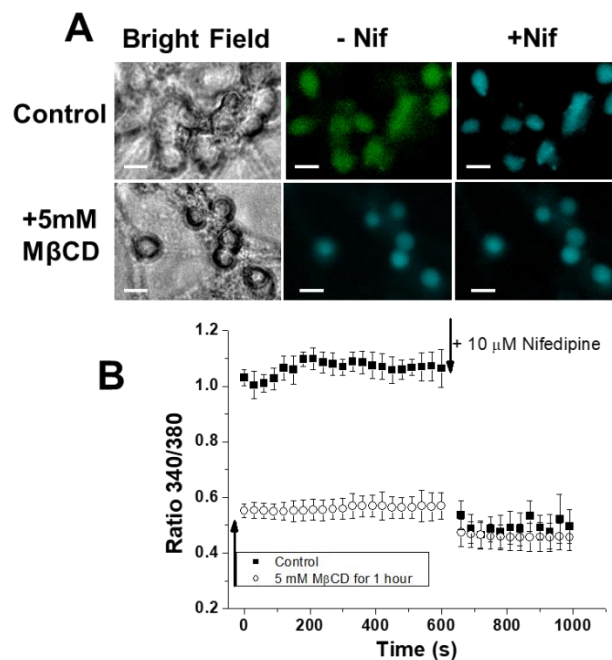 A
Bright Field - Nif +Nif
Control
+5mM
MβCD
B
+ 10 μM Nifedipine
Ratio 340/380
1.2
1.0
0.8
0.6
0.4
0.2
Control
5 mM MβCD for 1 hour
0 200 400 600 800 1000
Time (s)